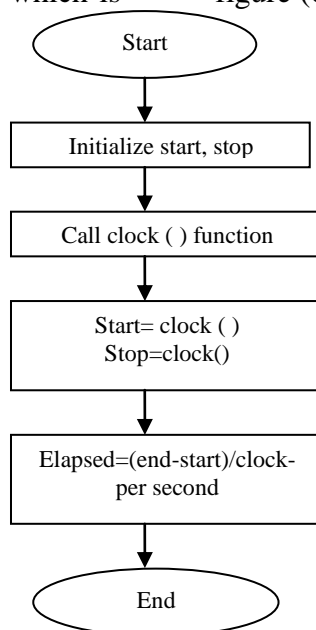 which is figure (
Start
Initialize start, stop
Call clock ( ) function
Start= clock ( )
Stop=clock()
Elapsed=(end-start)/clock-
per second
End